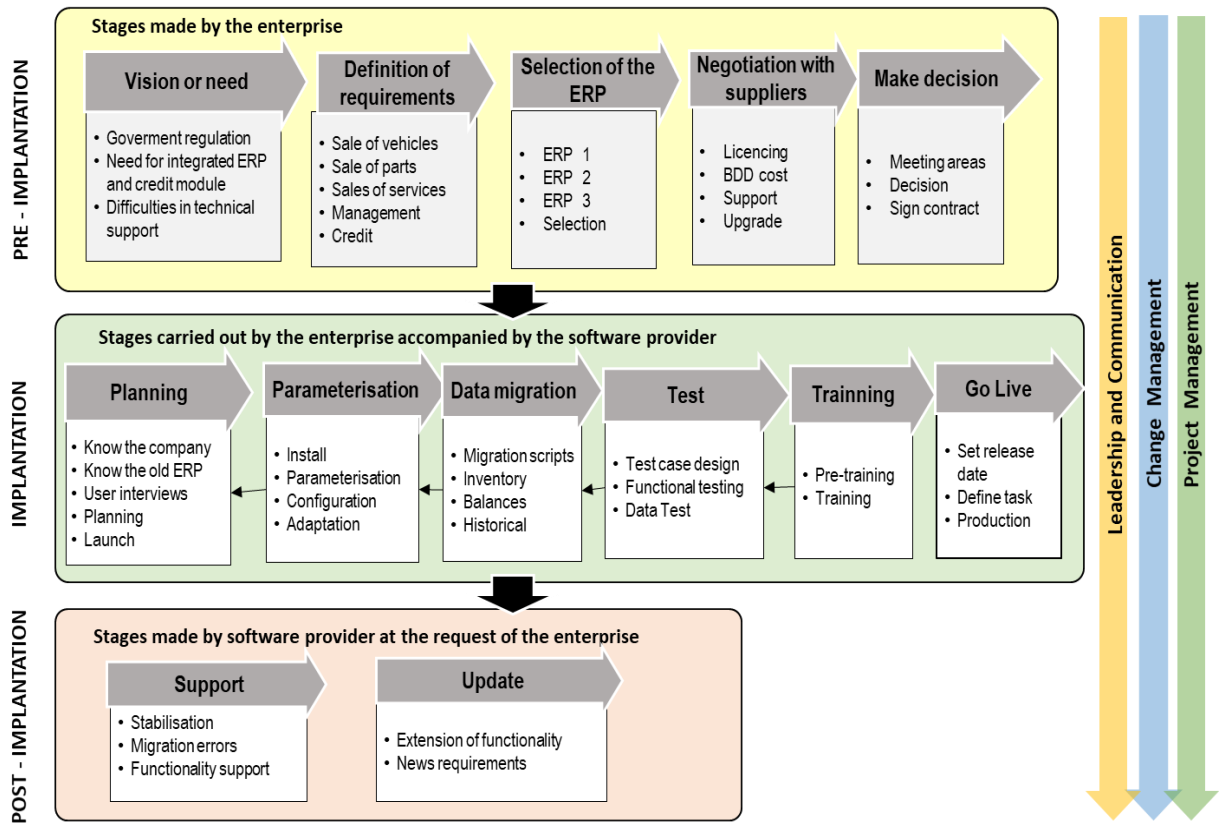 PRE - IMPLANTATION
Stages made by the enterprise
Vision or need
• Goverment regulation
• Need for integrated ERP
and credit module
• Difficulties in technical
support
Definition of
requirements
• Sale of vehicles
• Sale of parts
• Sales of services
• Management
• Credit
Selection of the
ERP
• ERP 1
• ERP 2
• ERP 3
• Selection
Negotiation with
suppliers
• Licencing
• BDD cost
• Support
• Upgrade
Make decision
• Meeting areas
• Decision
• Sign contract
IMPLANTATION
Stages carried out by the enterprise accompanied by the software provider
Planning
• Know the company
• Know the old ERP
• User interviews
• Planning
• Launch
Parameterisation
• Install
• Parameterisation
• Configuration
• Adaptation
Data migration
• Migration scripts
• Inventory
• Balances
• Historical
Test
• Test case design
• Functional testing
• Data Test
Trainning
• Pre-training
• Training
Go Live
• Set release
date
• Define task
• Production
POST - IMPLANTATION
Stages made by software provider at the request of the enterprise
Support
• Stabilisation
• Migration errors
• Functionality support
Update
• Extension of functionality
• News requirements
Leadership and Communication
Change Management
Project Management